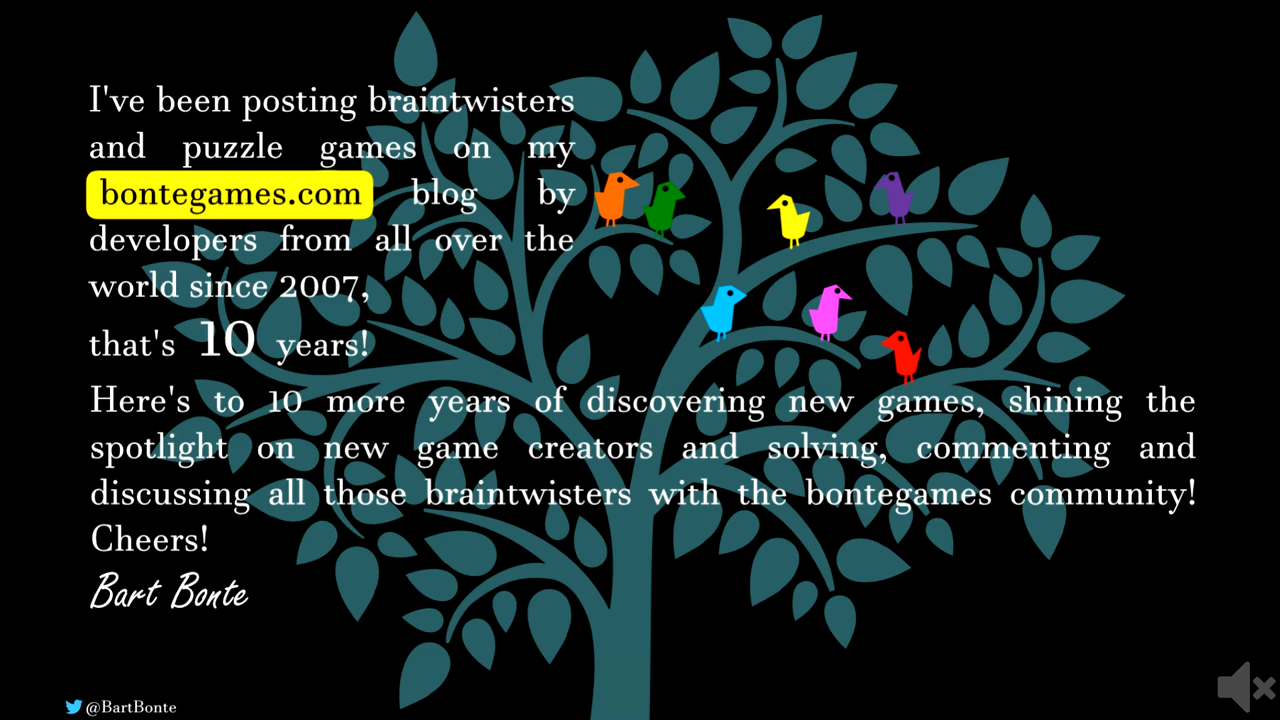 I've been posting braintwisters
and puzzle games on my
bontegames.com blog by
developers from all over the
world since 2007,
that's 10 years!
Here's to 10 more years of discovering new games, shining the
spotlight on new game creators and solving, commenting and
discussing all those braintwisters with the bontegames community!
Cheers!
Bart Bonte
@BartBonte